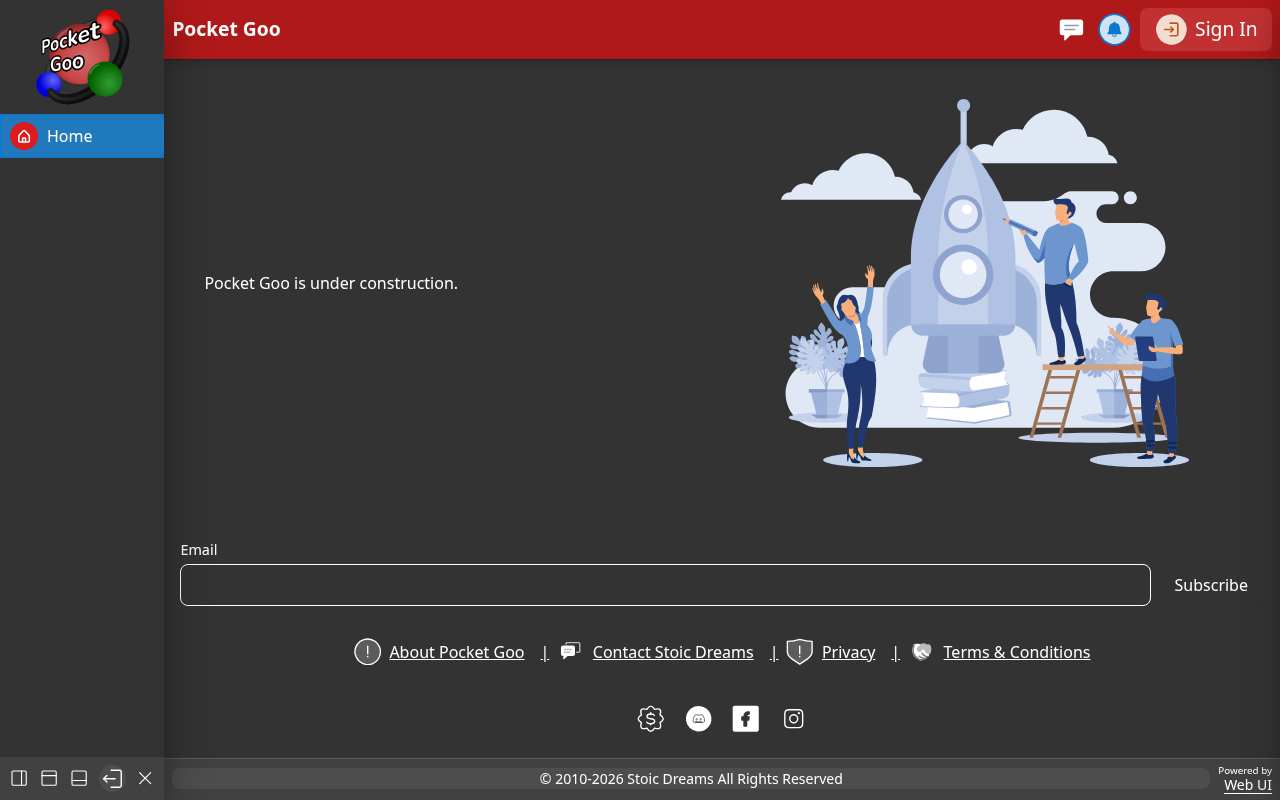 Pocket
Goo
Pocket Goo
Sign In
Home
Pocket Goo is under construction.
Email
Subscribe
About Pocket Goo | Contact Stoic Dreams | Privacy | Terms & Conditions
© 2010-2026 Stoic Dreams All Rights Reserved
Powered by
Web UI